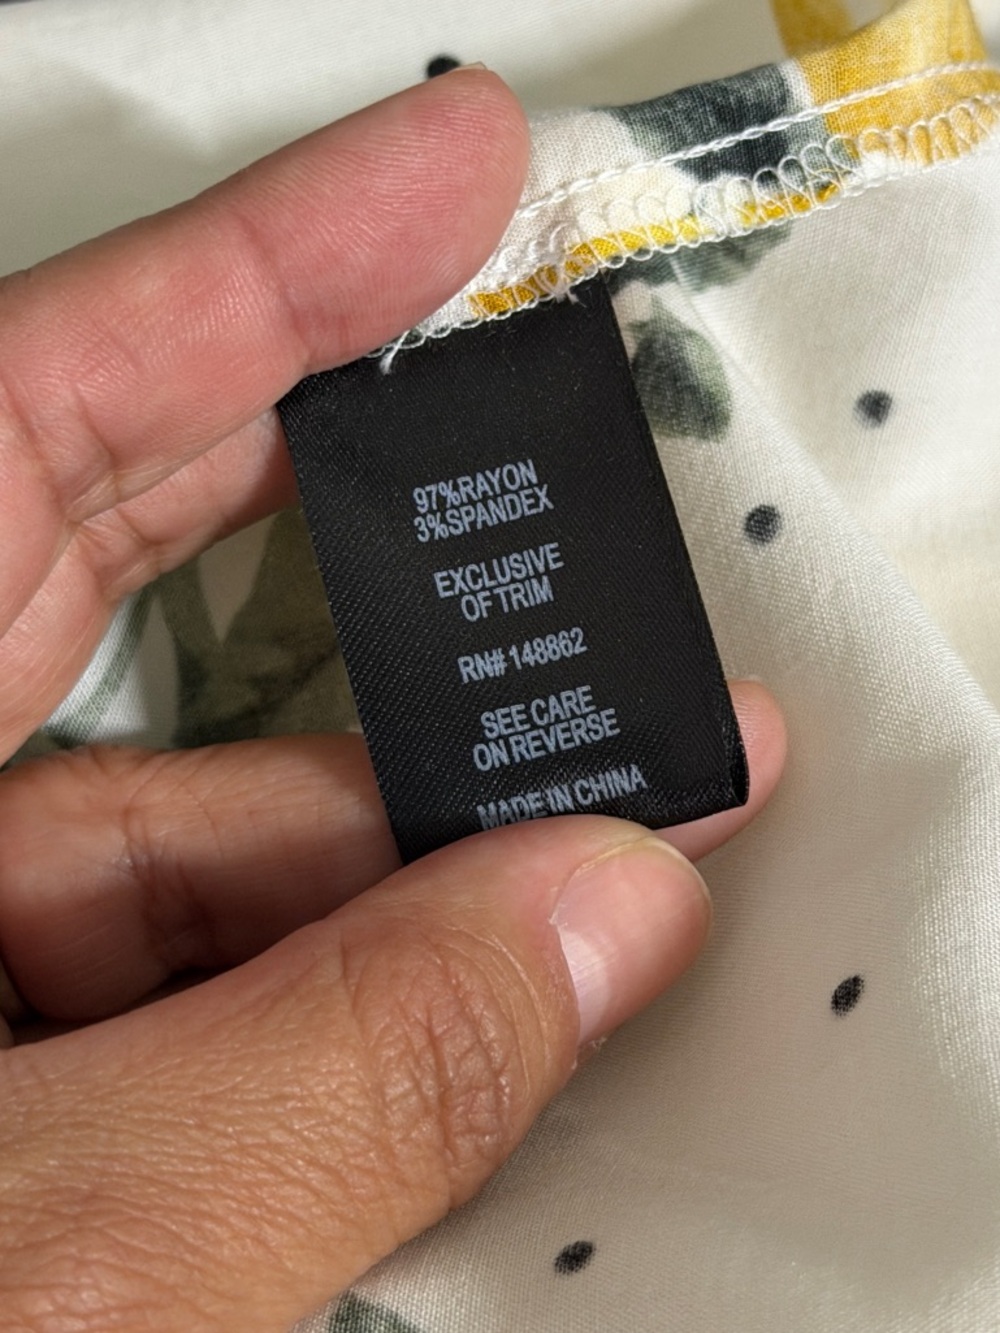 97%RAYON
3%SPANDEX
EXCLUSIVE
OF TRIM
RN# 148862
SEE CARE
ON REVERSE
MADE IN CHINA